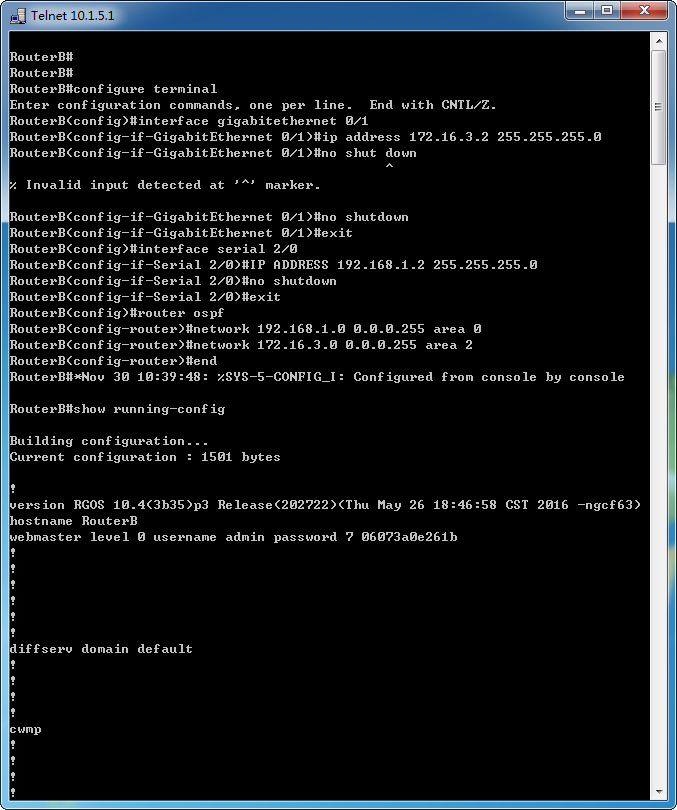 Telnet 10.1.5.1
RouterB#
RouterB#
RouterB#configure terminal
Enter configuration commands, one per line.  End with CNTL/Z.
RouterB(config)#interface gigabitethernet 0/1
RouterB(config-if-GigabitEthernet 0/1)#ip address 172.16.3.2 255.255.255.0
RouterB(config-if-GigabitEthernet 0/1)#no shut down
^
% Invalid input detected at '^' marker.
RouterB(config-if-GigabitEthernet 0/1)#no shutdown
RouterB(config-if-GigabitEthernet 0/1)#exit
RouterB(config)#interface serial 2/0
RouterB(config-if-Serial 2/0)#IP ADDRESS 192.168.1.2 255.255.255.0
RouterB(config-if-Serial 2/0)#no shutdown
RouterB(config-if-Serial 2/0)#exit
RouterB(config)#router ospf
RouterB(config-router)#network 192.168.1.0 0.0.0.255 area 0
RouterB(config-router)#network 172.16.3.0 0.0.0.255 area 2
RouterB(config-router)#end
RouterB#*Nov 30 10:39:48: %SYS-5-CONFIG_I: Configured from console by console
RouterB#show running-config
Building configuration...
Current configuration : 1501 bytes
!
version RGOS 10.4(3b35)p3 Release(202722)(Thu May 26 18:46:58 CST 2016 -ngcf63)
hostname RouterB
webmaster level 0 username admin password 7 06073a0e261b
!
!
!
!
!
!
diffserv domain default
!
!
!
!
cwmp
!
!
!
!